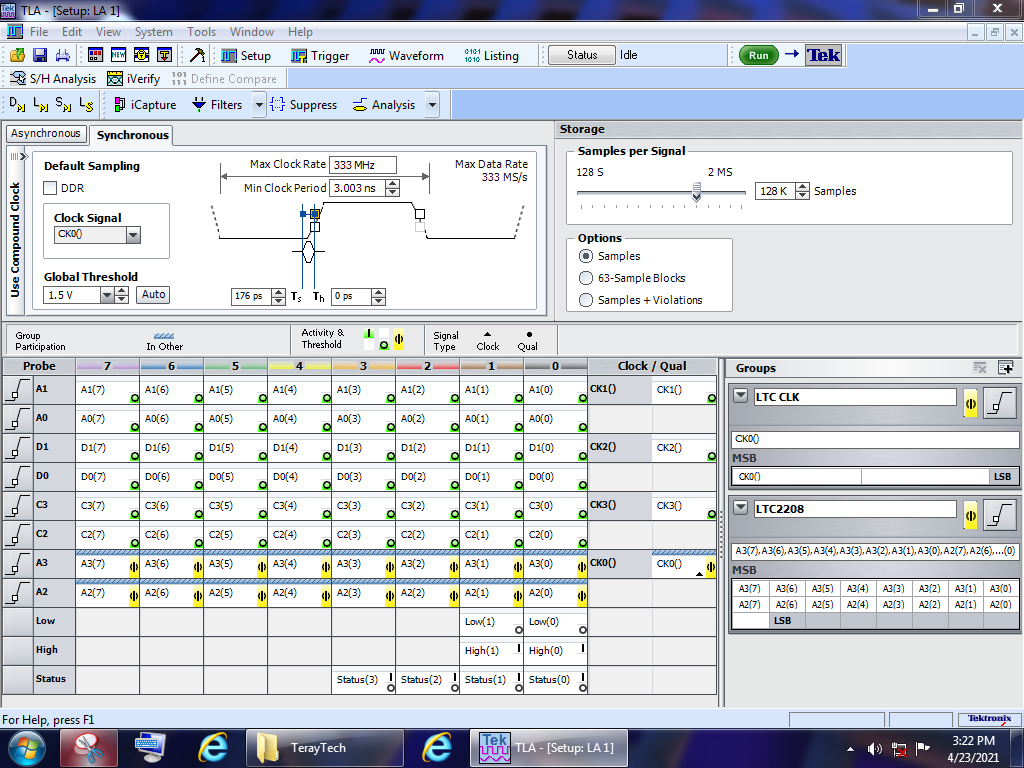 TLA - [Setup: LA 1]
File Edit View System Tools Window Help
Setup Trigger Waveform 0101 1010 Listing Status Idle Run Tek
S/H Analysis iVerify Define Compare
DN LN SN LS iCapture Filters Suppress Analysis
Asynchronous Synchronous
Use Compound Clock
Default Sampling
DDR
Clock Signal
CK0()
Global Threshold
1.5 V Auto
Max Clock Rate 333 MHz
Min Clock Period 3.003 ns
Max Data Rate
333 MS/s
176 ps Ts Th 0 ps
Storage
Samples per Signal
128 S 2 MS
128 K Samples
Options
Samples
63-Sample Blocks
Samples + Violations
Group
Participation
In Other
Activity &
Threshold
Signal
Type
Clock
Qual
Probe 7 6 5 4 3 2 1 0 Clock / Qual
A1 A1(7) A1(6) A1(5) A1(4) A1(3) A1(2) A1(1) A1(0) CK1() CK1()
A0 A0(7) A0(6) A0(5) A0(4) A0(3) A0(2) A0(1) A0(0)
D1 D1(7) D1(6) D1(5) D1(4) D1(3) D1(2) D1(1) D1(0) CK2() CK2()
D0 D0(7) D0(6) D0(5) D0(4) D0(3) D0(2) D0(1) D0(0)
C3 C3(7) C3(6) C3(5) C3(4) C3(3) C3(2) C3(1) C3(0) CK3() CK3()
C2 C2(7) C2(6) C2(5) C2(4) C2(3) C2(2) C2(1) C2(0)
A3 A3(7) A3(6) A3(5) A3(4) A3(3) A3(2) A3(1) A3(0) CK0() CK0()
A2 A2(7) A2(6) A2(5) A2(4) A2(3) A2(2) A2(1) A2(0)
Low Low(1) Low(0)
High High(1) High(0)
Status Status(3) Status(2) Status(1) Status(0)
Groups
LTC CLK
CK0()
MSB
CK0() LSB
LTC2208
A3(7),A3(6),A3(5),A3(4),A3(3),A3(2),A3(1),A3(0),A2(7),A2(6),...(0)
MSB
A3(7) A3(6) A3(5) A3(4) A3(3) A3(2) A3(1) A3(0)
A2(7) A2(6) A2(5) A2(4) A2(3) A2(2) A2(1) A2(0)
LSB
For Help, press F1
Tektronix
TerayTech
TLA - [Setup: LA 1]
3:22 PM
4/23/2021